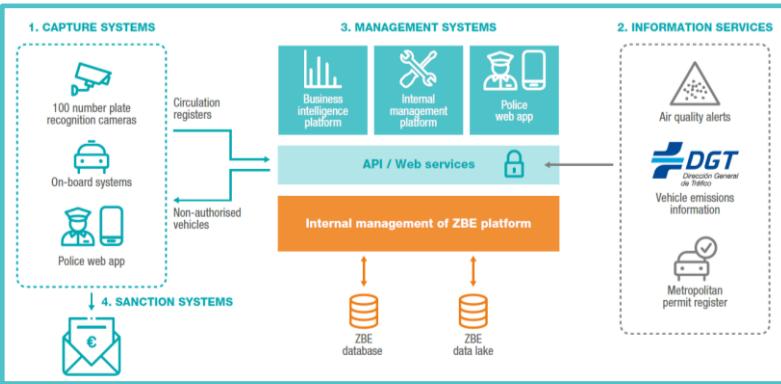 1. CAPTURE SYSTEMS
100 number plate
recognition cameras
On-board systems
Police web app
Circulation
registers
Non-authorised
vehicles
4. SANCTION SYSTEMS
€
3. MANAGEMENT SYSTEMS
Business
intelligence
platform
Internal
management
platform
Police
web app
API / Web services
Internal management of ZBE platform
ZBE
database
ZBE
data lake
2. INFORMATION SERVICES
Air quality alerts
DGT
Dirección General
de Tráfico
Vehicle emissions
information
Metropolitan
permit register